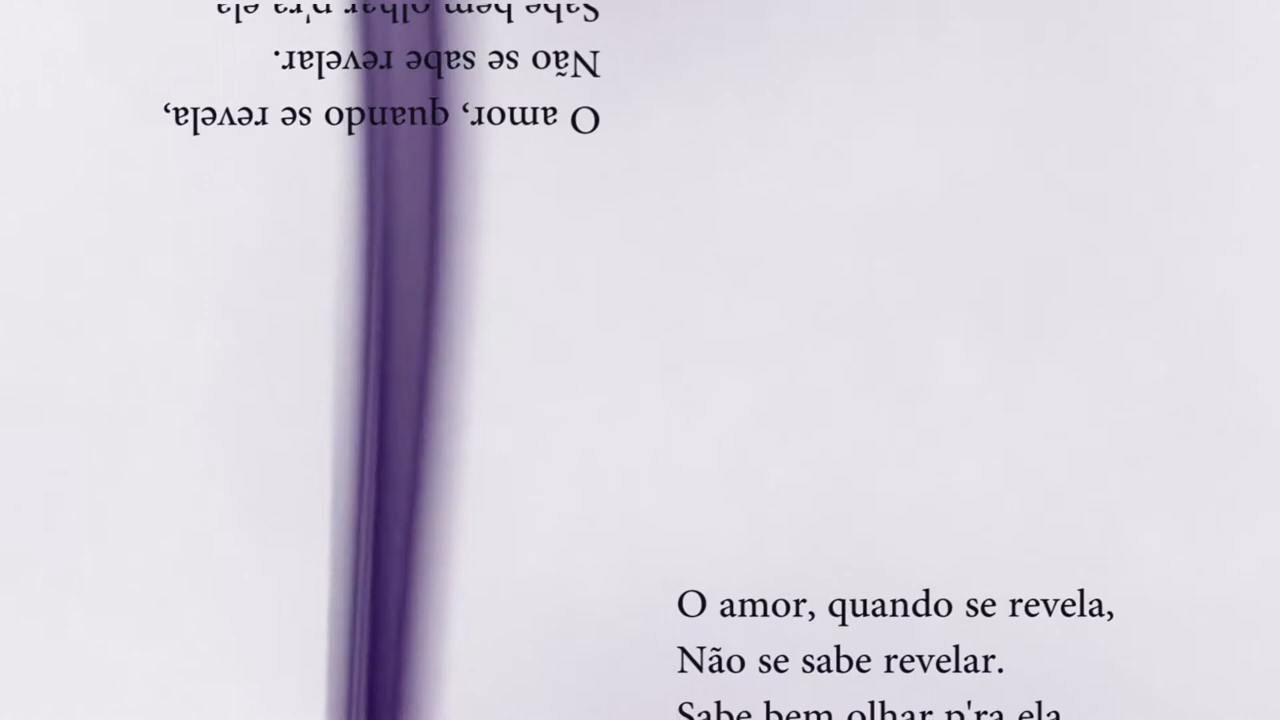 Sabe bem olhar p'ra ela
Não se sabe revelar.
O amor, quando se revela,
O amor, quando se revela,
Não se sabe revelar.
Sabe bem olhar p'ra ela